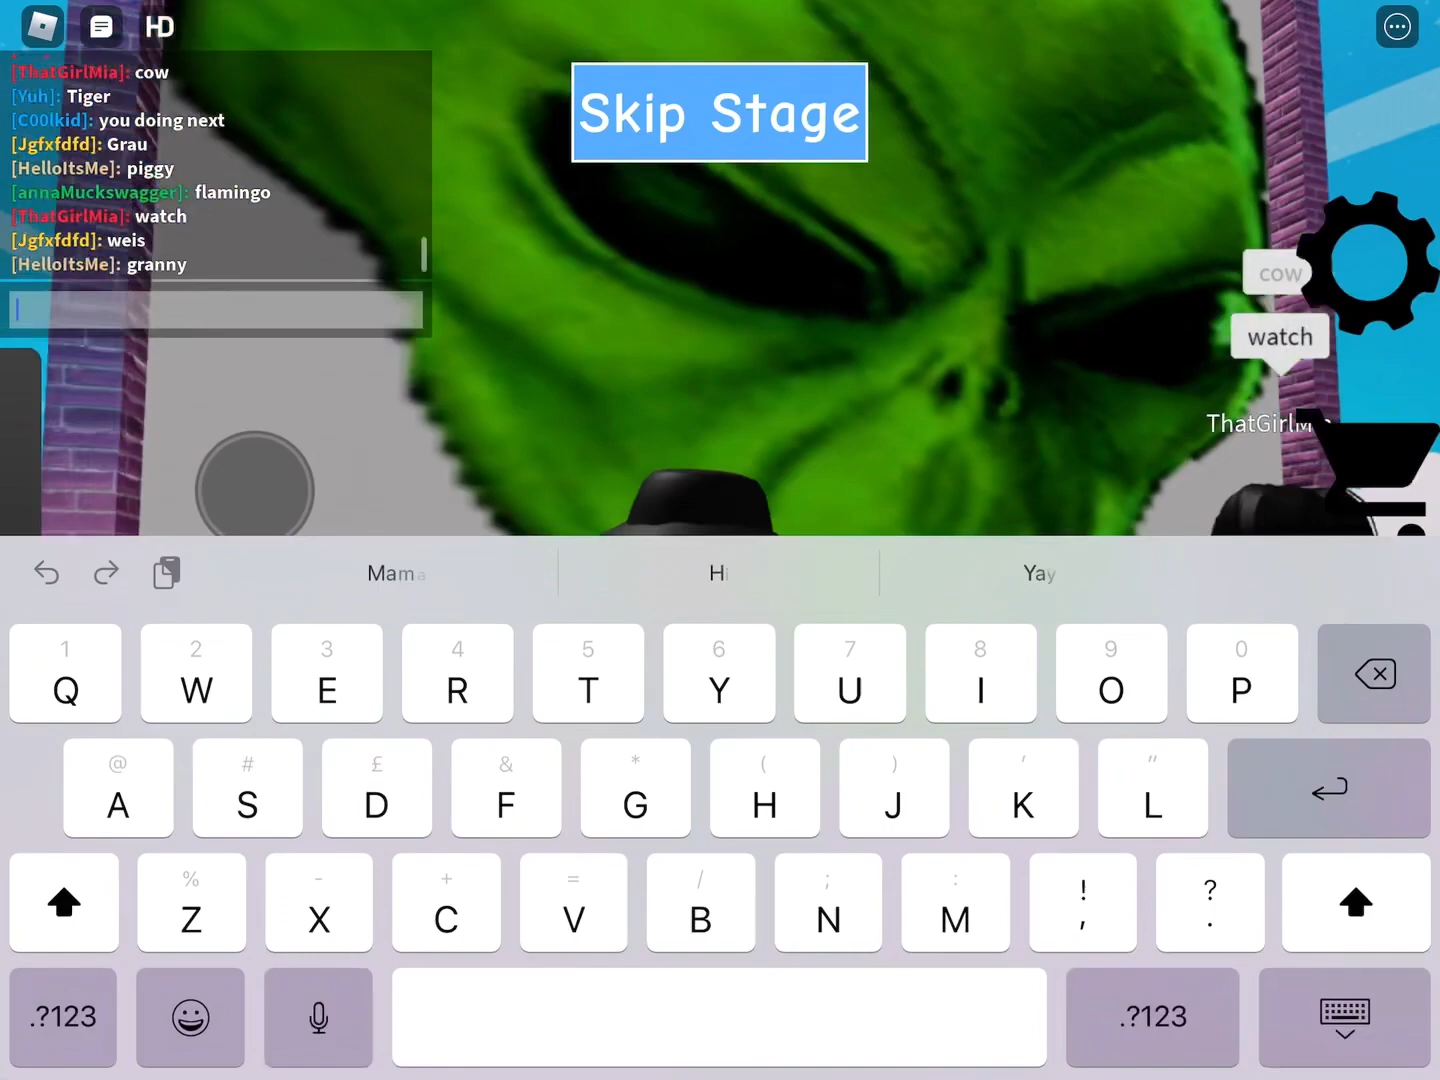 HD
[ThatGirlMia]: cow
[Yuh]: Tiger
[C00lkid]: you doing next
[Jgfxfdfd]: Grau
[HelloItsMe]: piggy
[annaMuckswagger]: flamingo
[ThatGirlMia]: watch
[Jgfxfdfd]: weis
[HelloItsMe]: granny
Skip Stage
cow
watch
ThatGirlMia
Mama Hi Yay
1 2 3 4 5 6 7 8 9 0
Q W E R T Y U I O P
@ # £ & * ( ) ' "
A S D F G H J K L
% - + = / ; : ! ?
Z X C V B N M , .
.?123 .?123